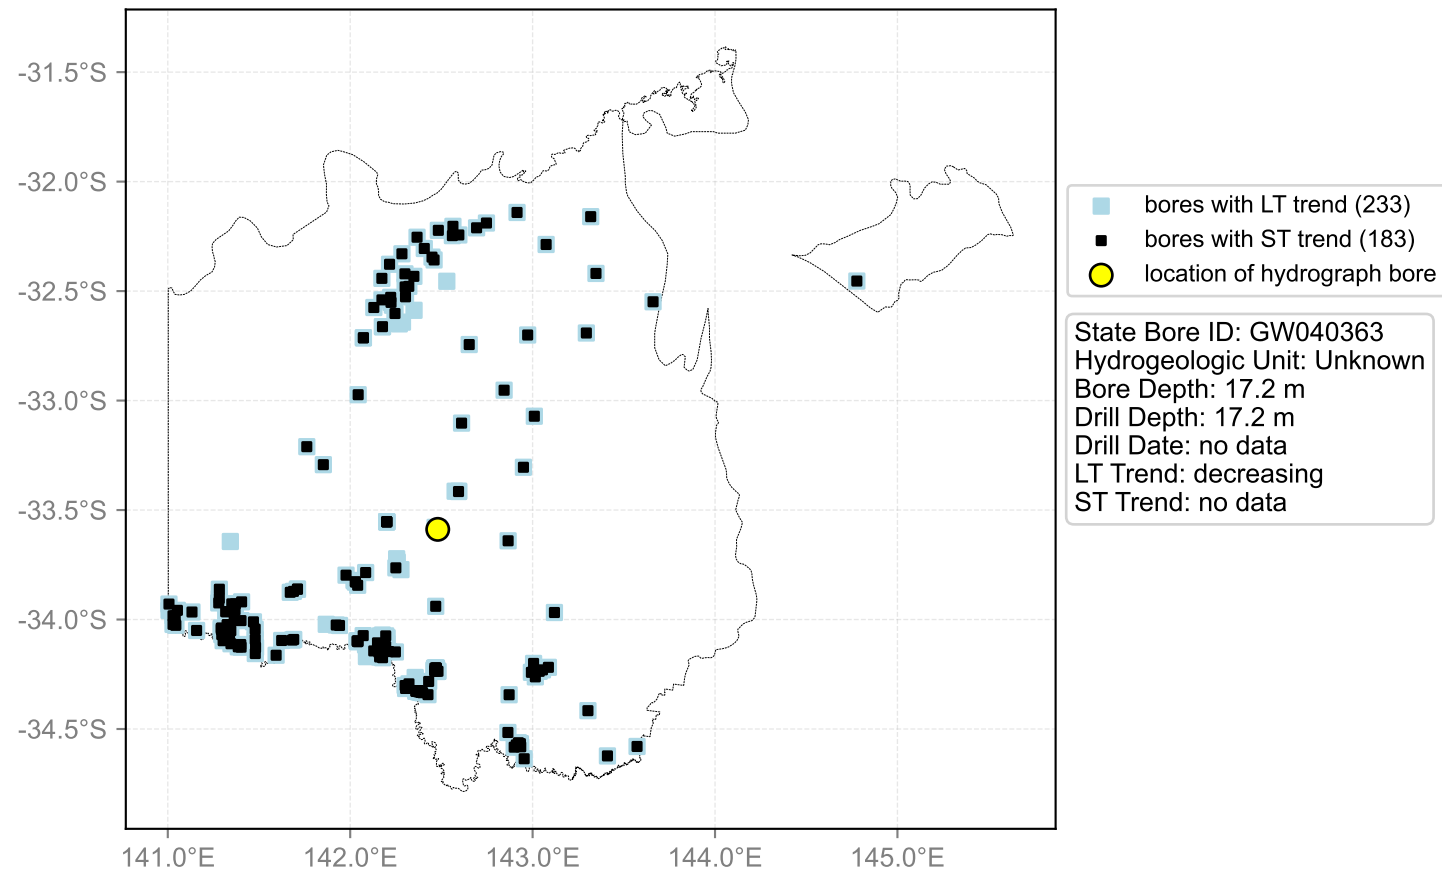 -31.5°S
-32.0°S
-32.5°S
-33.0°S
-33.5°S
-34.0°S
-34.5°S
141.0°E
142.0°E
143.0°E
144.0°E
145.0°E
bores with LT trend (233)
bores with ST trend (183)
location of hydrograph bore
State Bore ID: GW040363
Hydrogeologic Unit: Unknown
Bore Depth: 17.2 m
Drill Depth: 17.2 m
Drill Date: no data
LT Trend: decreasing
ST Trend: no data